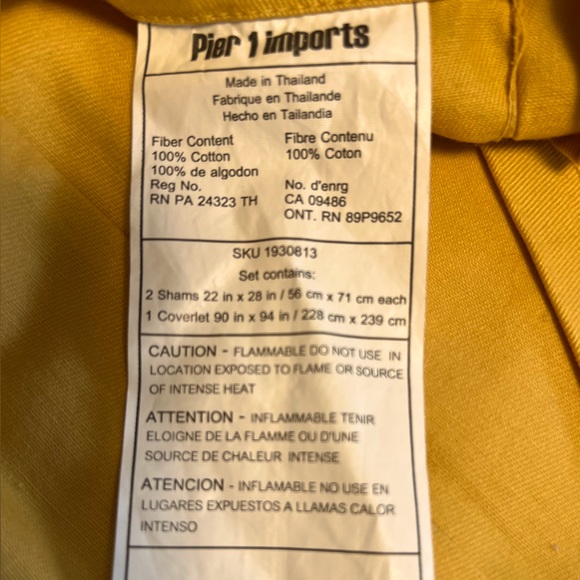 Pier 1 imports
Made in Thailand
Fabrique en Thailande
Hecho en Tailandia
Fiber Content
100% Cotton
100% de algodon
Reg No.
RN PA 24323 TH
Fibre Contenu
100% Coton
No. d'enrg
CA 09486
ONT. RN 89P9652
SKU 1930813
Set contains:
2 Shams 22 in x 28 in / 56 cm x 71 cm each
1 Coverlet 90 in x 94 in / 228 cm x 239 cm
CAUTION - FLAMMABLE DO NOT USE IN
LOCATION EXPOSED TO FLAME OR SOURCE
OF INTENSE HEAT
ATTENTION - INFLAMMABLE TENIR
ELOIGNE DE LA FLAMME OU D'UNE
SOURCE DE CHALEUR INTENSE
ATENCION - INFLAMABLE NO USE EN
LUGARES EXPUESTOS A LLAMAS CALOR
INTENSO